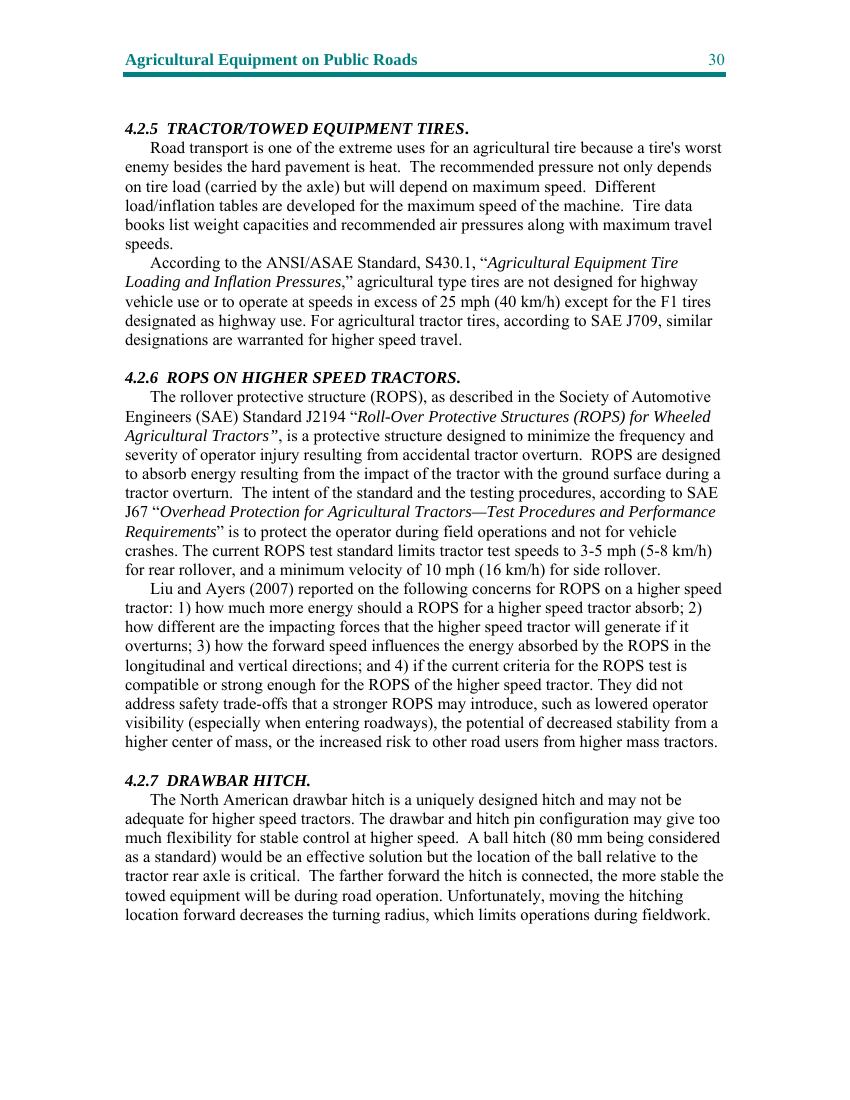 Agricultural Equipment on Public Roads 30
4.2.5 TRACTOR/TOWED EQUIPMENT TIRES.
Road transport is one of the extreme uses for an agricultural tire because a tire's worst
enemy besides the hard pavement is heat. The recommended pressure not only depends
on tire load (carried by the axle) but will depend on maximum speed. Different
load/inflation tables are developed for the maximum speed of the machine. Tire data
books list weight capacities and recommended air pressures along with maximum travel
speeds.
According to the ANSI/ASAE Standard, S430.1, “Agricultural Equipment Tire
Loading and Inflation Pressures,” agricultural type tires are not designed for highway
vehicle use or to operate at speeds in excess of 25 mph (40 km/h) except for the F1 tires
designated as highway use. For agricultural tractor tires, according to SAE J709, similar
designations are warranted for higher speed travel.
4.2.6 ROPS ON HIGHER SPEED TRACTORS.
The rollover protective structure (ROPS), as described in the Society of Automotive
Engineers (SAE) Standard J2194 “Roll-Over Protective Structures (ROPS) for Wheeled
Agricultural Tractors”, is a protective structure designed to minimize the frequency and
severity of operator injury resulting from accidental tractor overturn. ROPS are designed
to absorb energy resulting from the impact of the tractor with the ground surface during a
tractor overturn. The intent of the standard and the testing procedures, according to SAE
J67 “Overhead Protection for Agricultural Tractors—Test Procedures and Performance
Requirements” is to protect the operator during field operations and not for vehicle
crashes. The current ROPS test standard limits tractor test speeds to 3-5 mph (5-8 km/h)
for rear rollover, and a minimum velocity of 10 mph (16 km/h) for side rollover.
Liu and Ayers (2007) reported on the following concerns for ROPS on a higher speed
tractor: 1) how much more energy should a ROPS for a higher speed tractor absorb; 2)
how different are the impacting forces that the higher speed tractor will generate if it
overturns; 3) how the forward speed influences the energy absorbed by the ROPS in the
longitudinal and vertical directions; and 4) if the current criteria for the ROPS test is
compatible or strong enough for the ROPS of the higher speed tractor. They did not
address safety trade-offs that a stronger ROPS may introduce, such as lowered operator
visibility (especially when entering roadways), the potential of decreased stability from a
higher center of mass, or the increased risk to other road users from higher mass tractors.
4.2.7 DRAWBAR HITCH.
The North American drawbar hitch is a uniquely designed hitch and may not be
adequate for higher speed tractors. The drawbar and hitch pin configuration may give too
much flexibility for stable control at higher speed. A ball hitch (80 mm being considered
as a standard) would be an effective solution but the location of the ball relative to the
tractor rear axle is critical. The farther forward the hitch is connected, the more stable the
towed equipment will be during road operation. Unfortunately, moving the hitching
location forward decreases the turning radius, which limits operations during fieldwork.